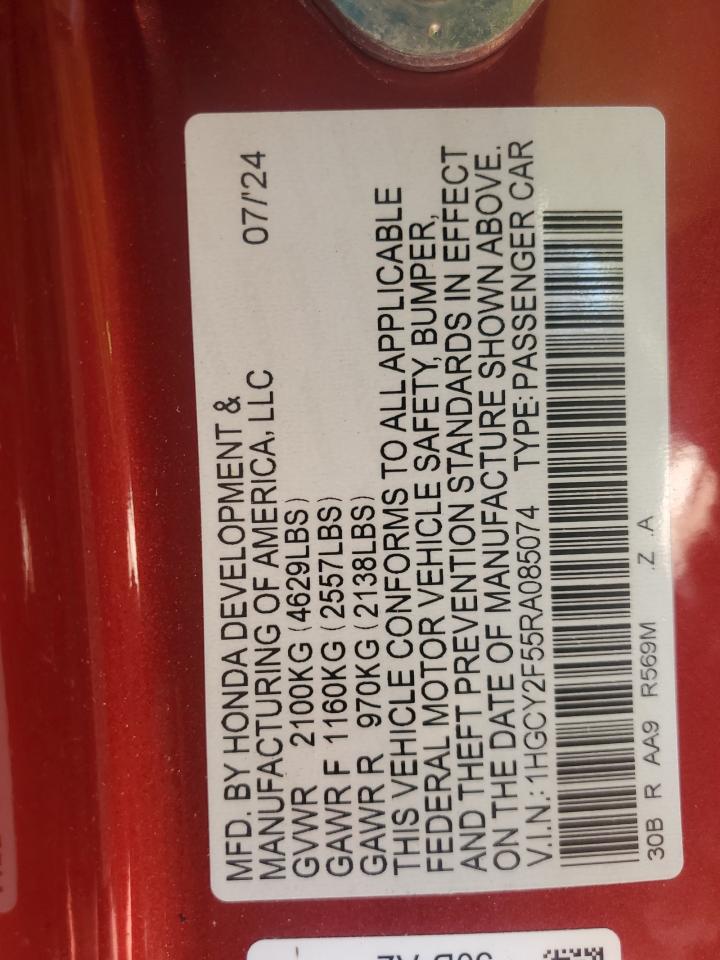 MFD. BY HONDA DEVELOPMENT &
MANUFACTURING OF AMERICA, LLC 07/'24
GVWR 2100KG (4629LBS)
GAWR F 1160KG (2557LBS)
GAWR R 970KG (2138LBS)
THIS VEHICLE CONFORMS TO ALL APPLICABLE
FEDERAL MOTOR VEHICLE SAFETY, BUMPER,
AND THEFT PREVENTION STANDARDS IN EFFECT
ON THE DATE OF MANUFACTURE SHOWN ABOVE.
V.I.N.: 1HGCY2F55RA085074 TYPE: PASSENGER CAR
30B R AA9 R569M .Z .A